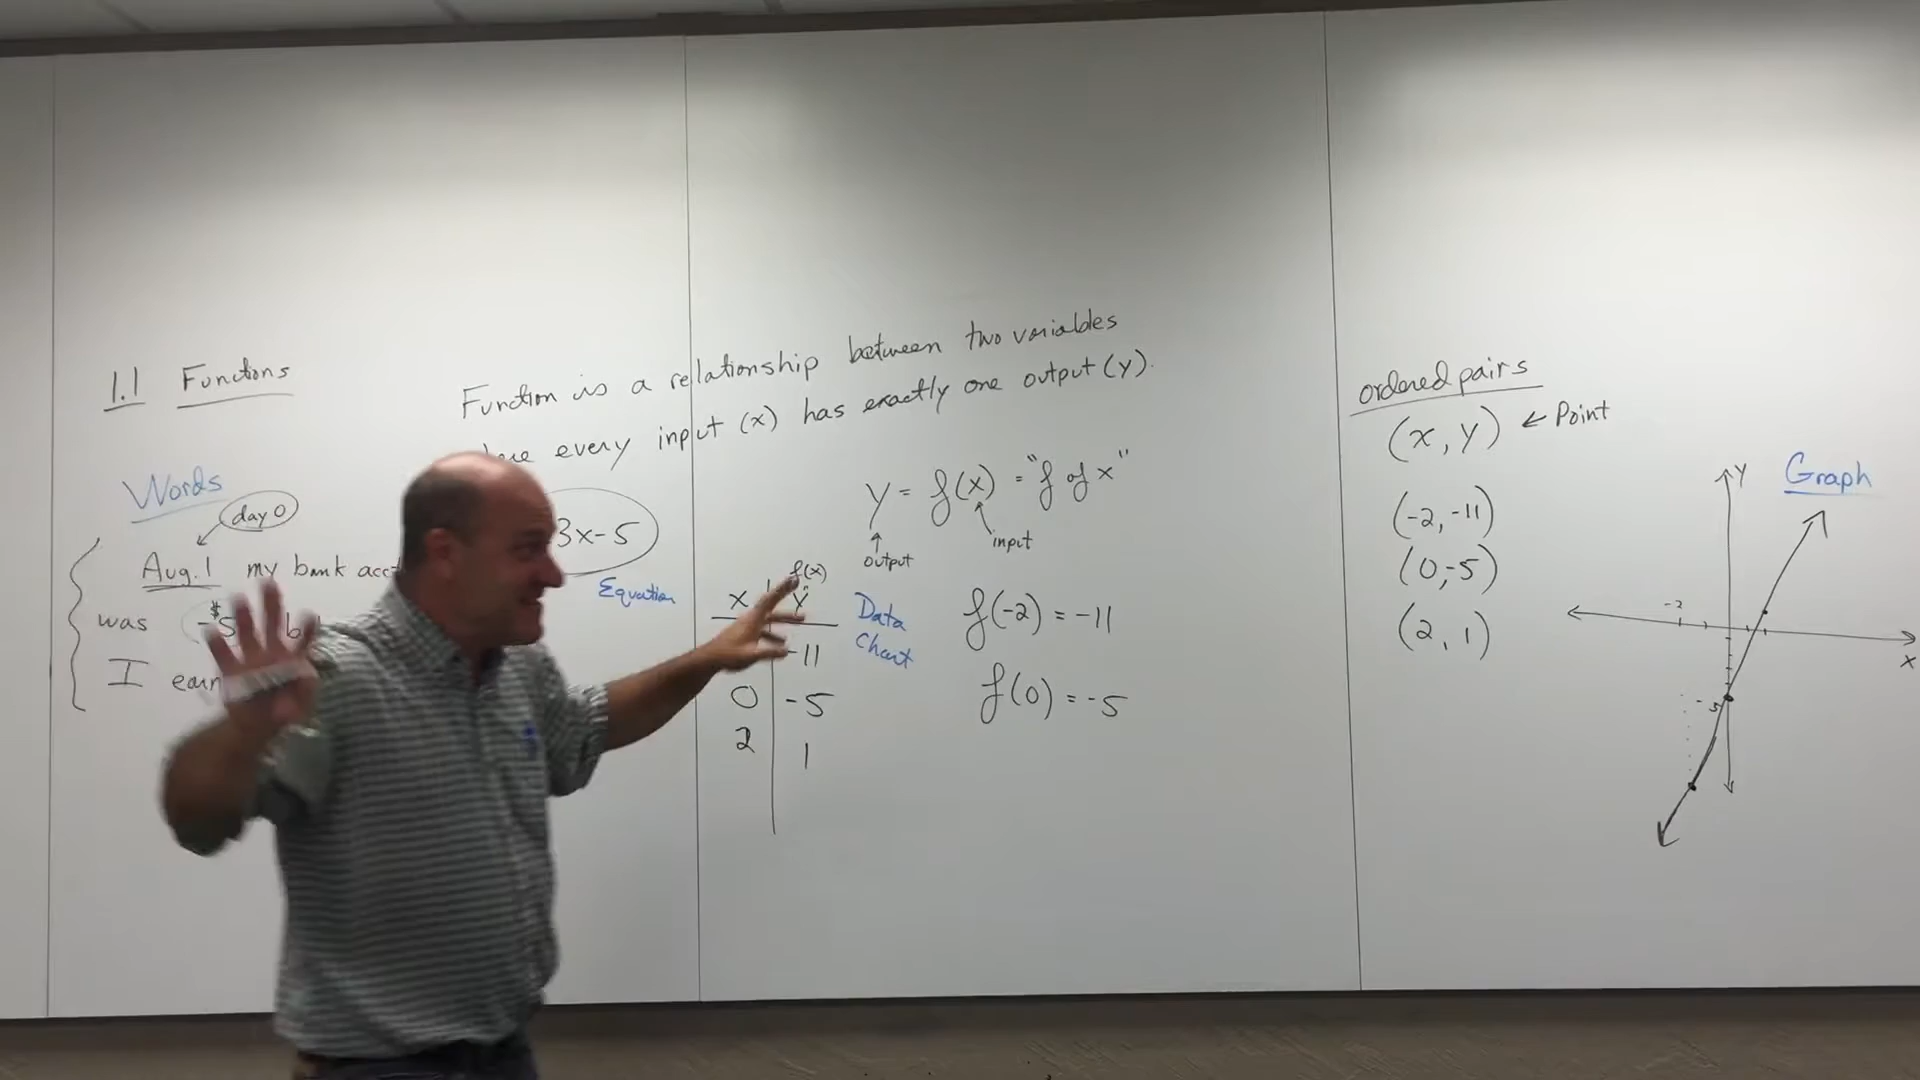 1.1 Functions
Function is a relationship between two variables
every input (x) has exactly one output (y).
Words
day 0
Aug. 1 my bank acct
was -$5
I earn
3x-5
Equation
y = f(x) = "f of x"
output
input
x
f(x)
y
-11
0 -5
2 1
Data
Chart
f(-2) = -11
f(0) = -5
ordered pairs
(x, y) ← Point
(-2, -11)
(0, -5)
(2, 1)
Graph
y
-2
x
-5